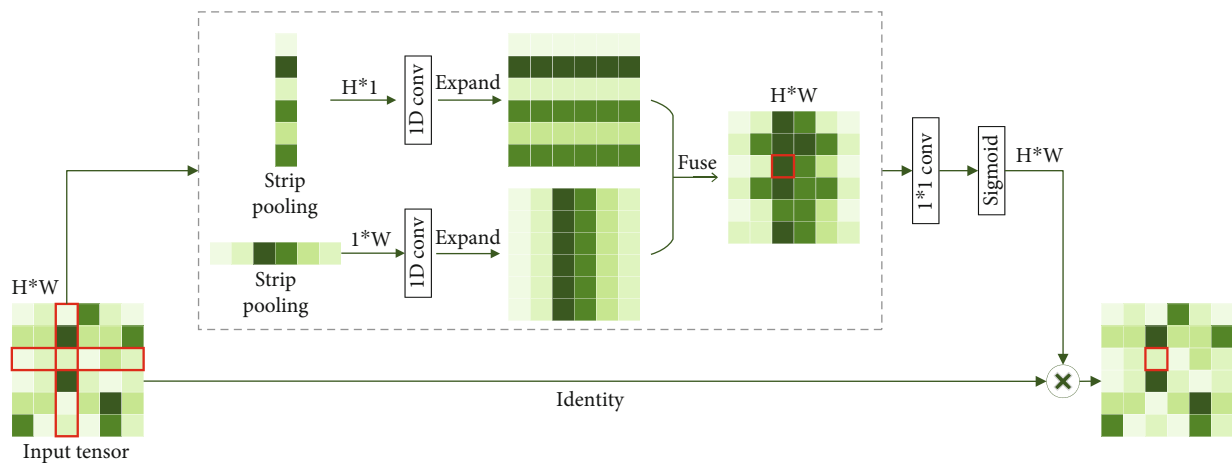 H*1
1D conv
Expand
Strip
pooling
1*W
1D conv
Expand
Strip
pooling
Fuse
H*W
1*1 conv
Sigmoid
H*W
H*W
Input tensor
Identity